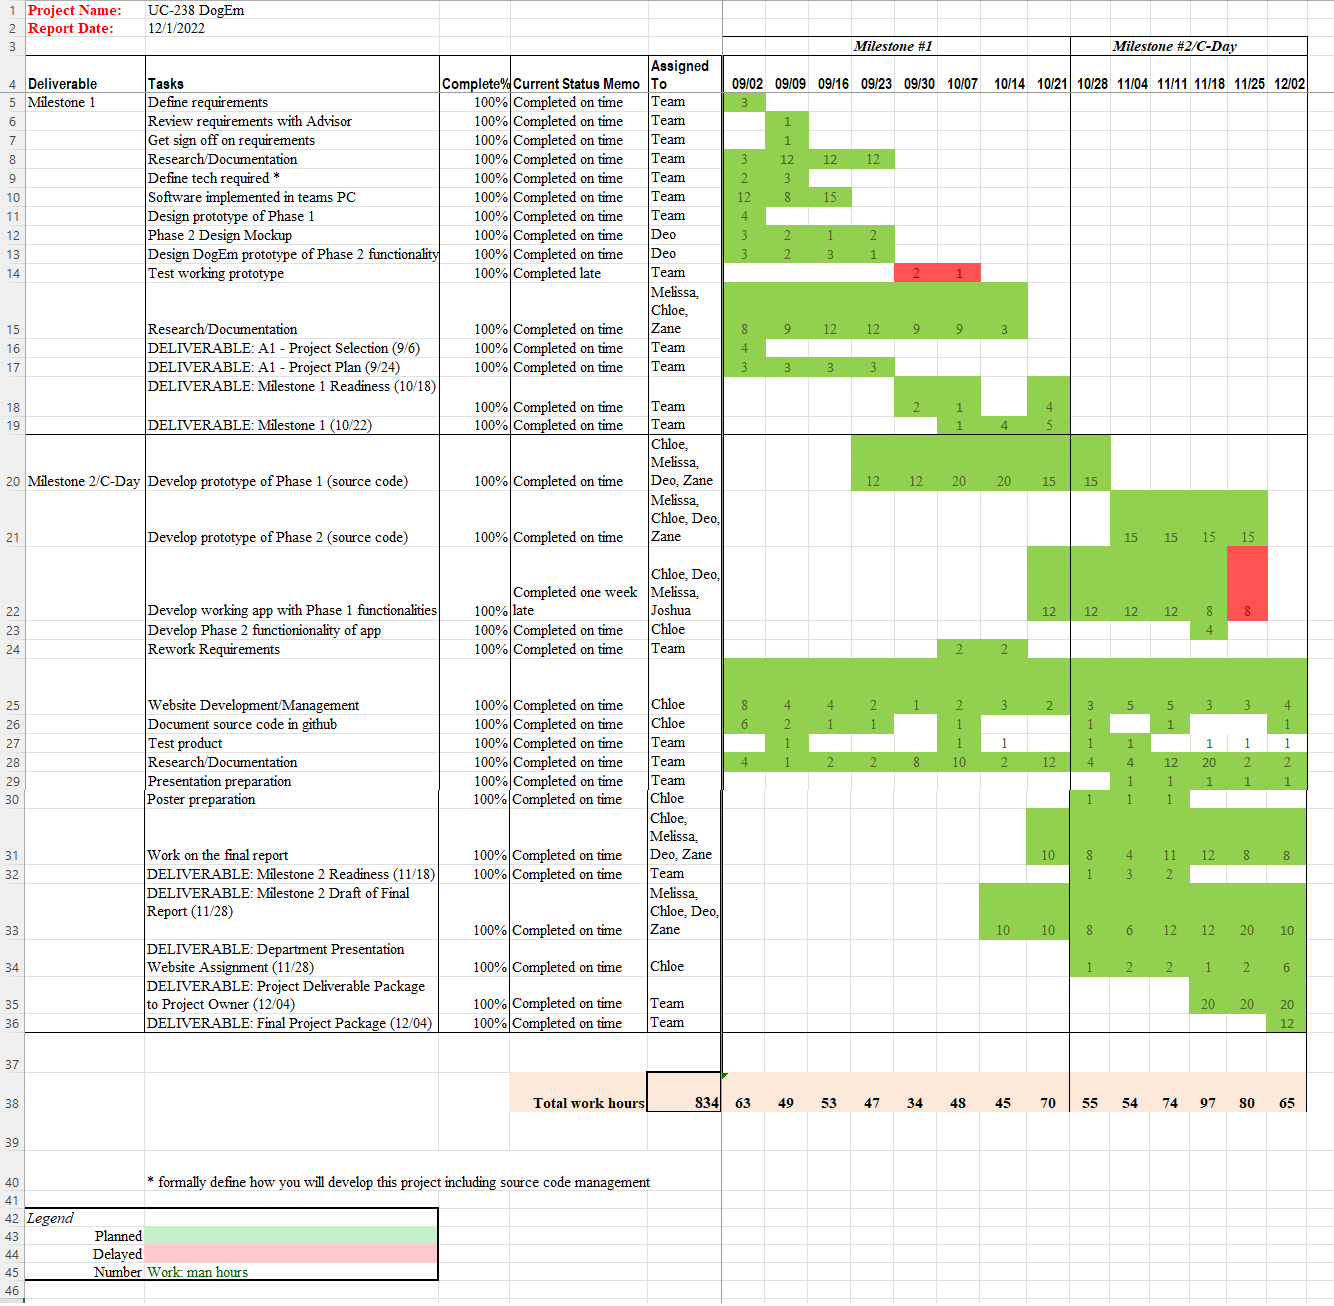 1 Project Name: UC-238 DogEm
2 Report Date: 12/1/2022
3 Milestone #1 Milestone #2/C-Day
4 Deliverable Tasks Complete% Current Status Memo Assigned To 09/02 09/09 09/16 09/23 09/30 10/07 10/14 10/21 10/28 11/04 11/11 11/18 11/25 12/02
5 Milestone 1 Define requirements 100% Completed on time Team 3
6 Review requirements with Advisor 100% Completed on time Team 1
7 Get sign off on requirements 100% Completed on time Team 1
8 Research/Documentation 100% Completed on time Team 3 12 12 12
9 Define tech required * 100% Completed on time Team 2 3
10 Software implemented in teams PC 100% Completed on time Team 12 8 15
11 Design prototype of Phase 1 100% Completed on time Team 4
12 Phase 2 Design Mockup 100% Completed on time Deo 3 2 1 2
13 Design DogEm prototype of Phase 2 functionality 100% Completed on time Deo 3 2 3 1
14 Test working prototype 100% Completed late Team 2 1
15 Research/Documentation 100% Completed on time Melissa, Chloe, Zane 8 9 12 12 9 9 3
16 DELIVERABLE: A1 - Project Selection (9/6) 100% Completed on time Team 4
17 DELIVERABLE: A1 - Project Plan (9/24) 100% Completed on time Team 3 3 3 3
18 DELIVERABLE: Milestone 1 Readiness (10/18) 100% Completed on time Team 2 1 4
19 DELIVERABLE: Milestone 1 (10/22) 100% Completed on time Team 1 4 5
20 Milestone 2/C-Day Develop prototype of Phase 1 (source code) 100% Completed on time Chloe, Melissa, Deo, Zane 12 12 20 20 15 15
21 Develop prototype of Phase 2 (source code) 100% Completed on time Melissa, Chloe, Deo, Zane 15 15 15 15
22 Develop working app with Phase 1 functionalities 100% Completed one week late Chloe, Deo, Melissa, Joshua 12 12 12 12 8 8
23 Develop Phase 2 functionionality of app 100% Completed on time Chloe 4
24 Rework Requirements 100% Completed on time Team 2 2
25 Website Development/Management 100% Completed on time Chloe 8 4 4 2 1 2 3 2 3 5 5 3 3 4
26 Document source code in github 100% Completed on time Chloe 6 2 1 1 1 1 1 1
27 Test product 100% Completed on time Team 1 1 1 1 1 1 1 1
28 Research/Documentation 100% Completed on time Team 4 1 2 2 8 10 2 12 4 4 12 20 2 2
29 Presentation preparation 100% Completed on time Team 1 1 1 1 1
30 Poster preparation 100% Completed on time Chloe 1 1 1
31 Work on the final report 100% Completed on time Chloe, Melissa, Deo, Zane 10 8 4 11 12 8 8
32 DELIVERABLE: Milestone 2 Readiness (11/18) 100% Completed on time Team 1 3 2
33 DELIVERABLE: Milestone 2 Draft of Final Report (11/28) 100% Completed on time Melissa, Chloe, Deo, Zane 10 10 8 6 12 12 20 10
34 DELIVERABLE: Department Presentation Website Assignment (11/28) 100% Completed on time Chloe 1 2 2 1 2 6
35 DELIVERABLE: Project Deliverable Package to Project Owner (12/04) 100% Completed on time Team 20 20 20
36 DELIVERABLE: Final Project Package (12/04) 100% Completed on time Team 12
37
38 Total work hours 834 63 49 53 47 34 48 45 70 55 54 74 97 80 65
39
40 * formally define how you will develop this project including source code management
41
42 Legend
43 Planned
44 Delayed
45 Number Work: man hours
46